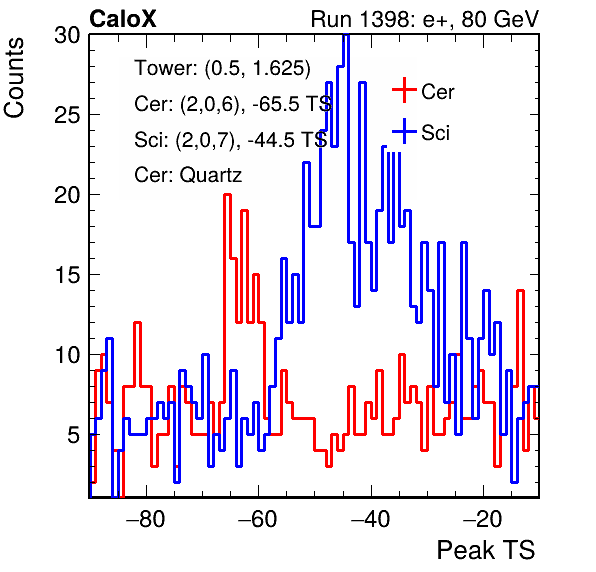 CaloX Run 1398: e+, 80 GeV
Counts
30
25
20
15
10
5
Tower: (0.5, 1.625)
Cer: (2,0,6), -65.5 TS
Sci: (2,0,7), -44.5 TS
Cer: Quartz
Cer
Sci
−80 −60 −40 −20
Peak TS